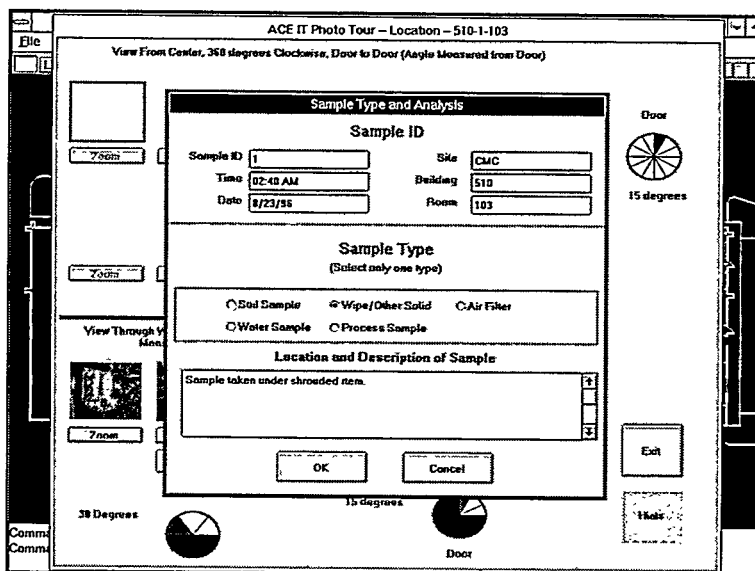 ACE IT Photo Tour – Location – 510-1-103
File
View From Center, 360 degrees Clockwise, Door to Door (Angle Measured from Door)
Zoom
Zoom
View Through
Zoom
30 Degrees
Comma
Comma
Sample Type and Analysis
Sample ID
Sample ID 1 Site CMC
Time 02:40 AM Building 510
Date 8/23/96 Room 103
Sample Type
(Select only one type)
Soil Sample Wipe/Other Solid Air Filter
Water Sample Process Sample
Location and Description of Sample
Sample taken under shrouded item.
OK Cancel
Door
15 degrees
Exit
15 degrees
Door